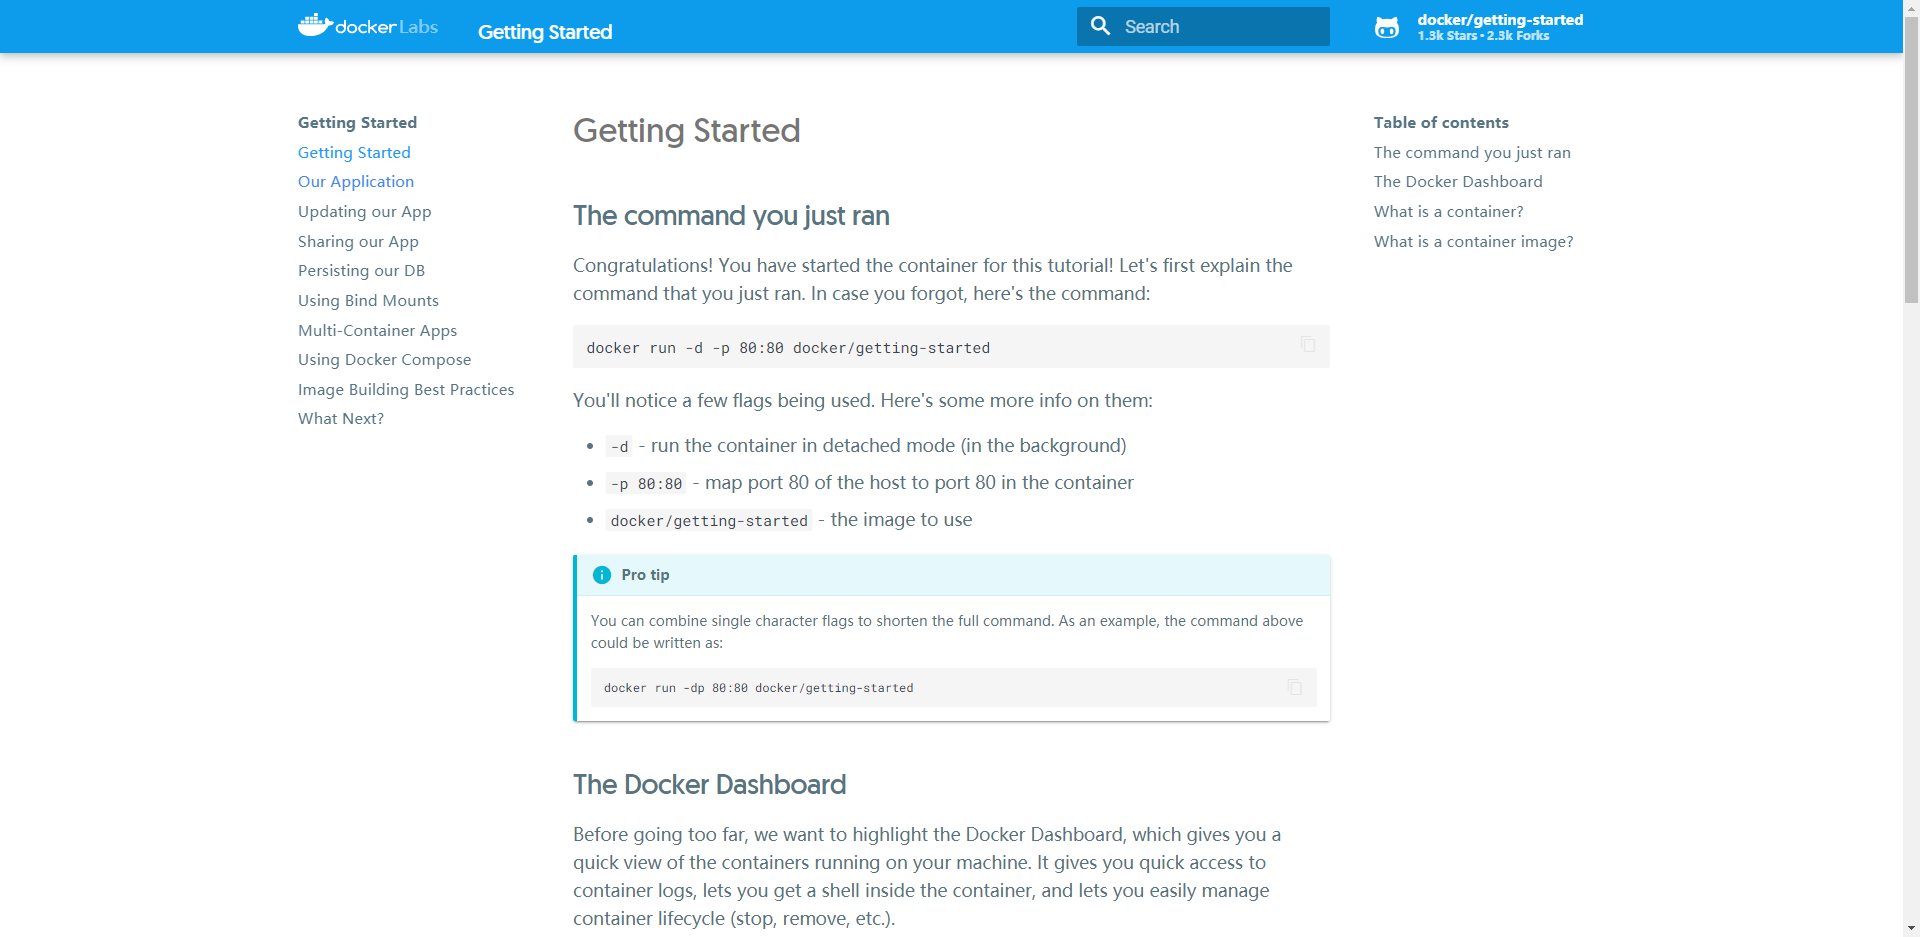 docker Labs
Getting Started
Search
docker/getting-started
1.3k Stars • 2.3k Forks
Getting Started
Getting Started
Our Application
Updating our App
Sharing our App
Persisting our DB
Using Bind Mounts
Multi-Container Apps
Using Docker Compose
Image Building Best Practices
What Next?
Getting Started
The command you just ran
Congratulations! You have started the container for this tutorial! Let's first explain the
command that you just ran. In case you forgot, here's the command:
docker run -d -p 80:80 docker/getting-started
You'll notice a few flags being used. Here's some more info on them:
• -d - run the container in detached mode (in the background)
• -p 80:80 - map port 80 of the host to port 80 in the container
• docker/getting-started - the image to use
Pro tip
You can combine single character flags to shorten the full command. As an example, the command above
could be written as:
docker run -dp 80:80 docker/getting-started
The Docker Dashboard
Before going too far, we want to highlight the Docker Dashboard, which gives you a
quick view of the containers running on your machine. It gives you quick access to
container logs, lets you get a shell inside the container, and lets you easily manage
container lifecycle (stop, remove, etc.).
Table of contents
The command you just ran
The Docker Dashboard
What is a container?
What is a container image?